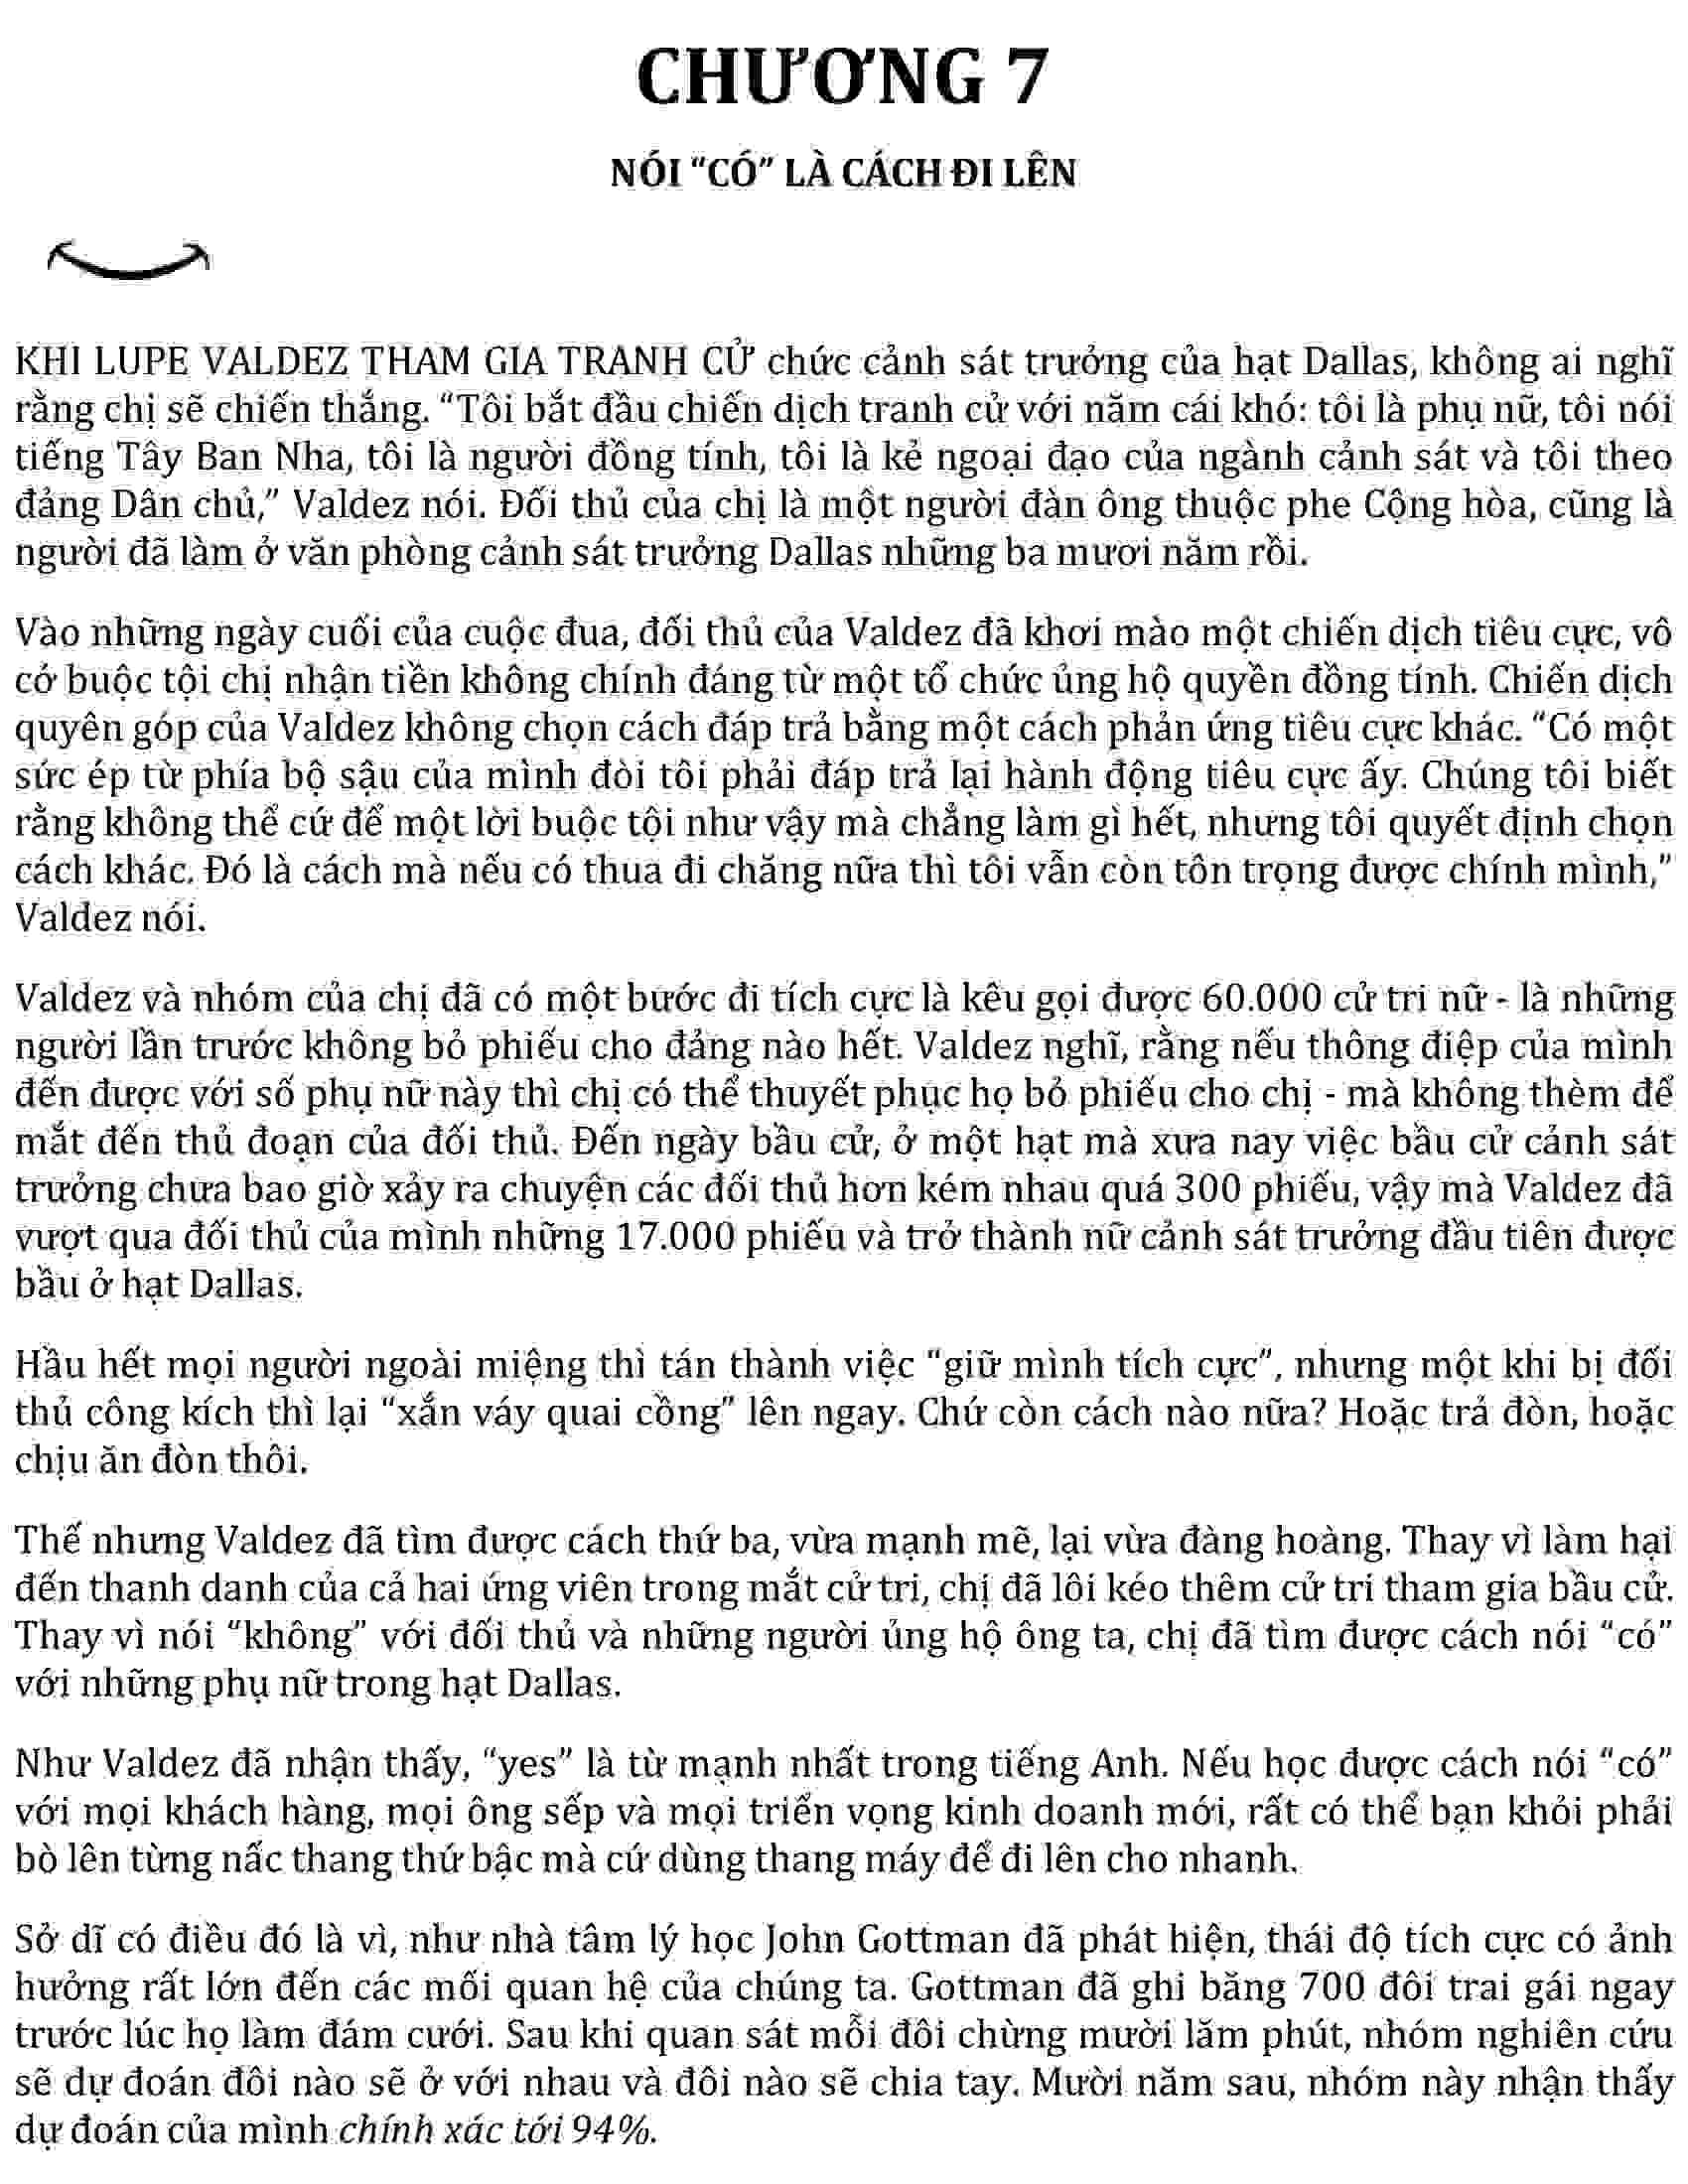 CHƯƠNG 7
NÓI “CÓ” LÀ CÁCH ĐI LÊN
KHI LUPE VALDEZ THAM GIA TRANH CỬ chức cảnh sát trưởng của hạt Dallas, không ai nghĩ
rằng chị sẽ chiến thắng. “Tôi bắt đầu chiến dịch tranh cử với năm cái khó: tôi là phụ nữ, tôi nói
tiếng Tây Ban Nha, tôi là người đồng tính, tôi là kẻ ngoại đạo của ngành cảnh sát và tôi theo
đảng Dân chủ,” Valdez nói. Đối thủ của chị là một người đàn ông thuộc phe Cộng hòa, cũng là
người đã làm ở văn phòng cảnh sát trưởng Dallas những ba mươi năm rồi.
Vào những ngày cuối của cuộc đua, đối thủ của Valdez đã khơi mào một chiến dịch tiêu cực, vô
cớ buộc tội chị nhận tiền không chính đáng từ một tổ chức ủng hộ quyền đồng tính. Chiến dịch
quyên góp của Valdez không chọn cách đáp trả bằng một cách phản ứng tiêu cực khác. “Có một
sức ép từ phía bộ sậu của mình đòi tôi phải đáp trả lại hành động tiêu cực ấy. Chúng tôi biết
rằng không thể cứ để một lời buộc tội như vậy mà chẳng làm gì hết, nhưng tôi quyết định chọn
cách khác. Đó là cách mà nếu có thua đi chăng nữa thì tôi vẫn còn tôn trọng được chính mình,”
Valdez nói.
Valdez và nhóm của chị đã có một bước đi tích cực là kêu gọi được 60.000 cử tri nữ - là những
người lần trước không bỏ phiếu cho đảng nào hết. Valdez nghĩ, rằng nếu thông điệp của mình
đến được với số phụ nữ này thì chị có thể thuyết phục họ bỏ phiếu cho chị - mà không thèm để
mắt đến thủ đoạn của đối thủ. Đến ngày bầu cử, ở một hạt mà xưa nay việc bầu cử cảnh sát
trưởng chưa bao giờ xảy ra chuyện các đối thủ hơn kém nhau quá 300 phiếu, vậy mà Valdez đã
vượt qua đối thủ của mình những 17.000 phiếu và trở thành nữ cảnh sát trưởng đầu tiên được
bầu ở hạt Dallas.
Hầu hết mọi người ngoài miệng thì tán thành việc “giữ mình tích cực”, nhưng một khi bị đối
thủ công kích thì lại “xắn váy quai cồng” lên ngay. Chứ còn cách nào nữa? Hoặc trả đòn, hoặc
chịu ăn đòn thôi.
Thế nhưng Valdez đã tìm được cách thứ ba, vừa mạnh mẽ, lại vừa đàng hoàng. Thay vì làm hại
đến thanh danh của cả hai ứng viên trong mắt cử tri, chị đã lôi kéo thêm cử tri tham gia bầu cử.
Thay vì nói “không” với đối thủ và những người ủng hộ ông ta, chị đã tìm được cách nói “có”
với những phụ nữ trong hạt Dallas.
Như Valdez đã nhận thấy, “yes” là từ mạnh nhất trong tiếng Anh. Nếu học được cách nói “có”
với mọi khách hàng, mọi ông sếp và mọi triển vọng kinh doanh mới, rất có thể bạn khỏi phải
bò lên từng nấc thang thứ bậc mà cứ dùng thang máy để đi lên cho nhanh.
Sở dĩ có điều đó là vì, như nhà tâm lý học John Gottman đã phát hiện, thái độ tích cực có ảnh
hưởng rất lớn đến các mối quan hệ của chúng ta. Gottman đã ghi băng 700 đôi trai gái ngay
trước lúc họ làm đám cưới. Sau khi quan sát mỗi đôi chừng mười lăm phút, nhóm nghiên cứu
sẽ dự đoán đôi nào sẽ ở với nhau và đôi nào sẽ chia tay. Mười năm sau, nhóm này nhận thấy
dự đoán của mình chính xác tới 94%.